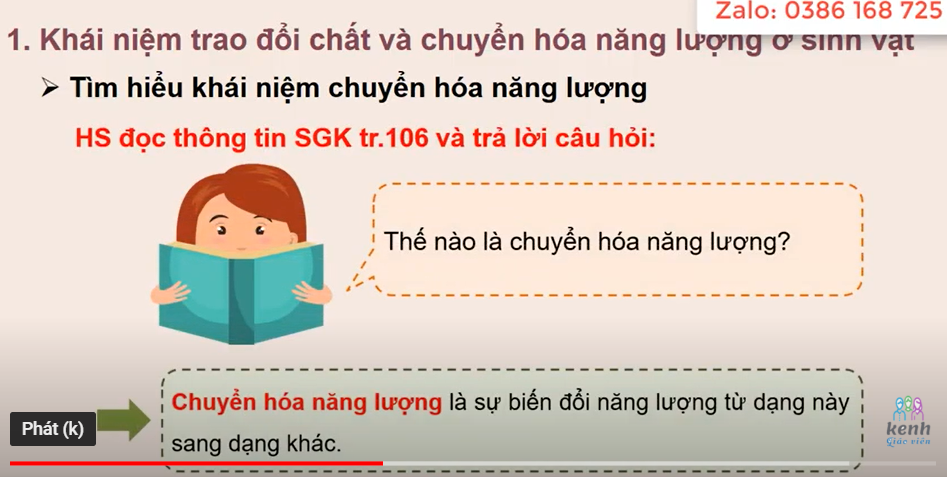 Zalo: 0386 168 725
1. Khái niệm trao đổi chất và chuyển hóa năng lượng ở sinh vật
➤ Tìm hiểu khái niệm chuyển hóa năng lượng
HS đọc thông tin SGK tr.106 và trả lời câu hỏi:
Thế nào là chuyển hóa năng lượng?
Chuyển hóa năng lượng là sự biến đổi năng lượng từ dạng này
sang dạng khác.
Phát (k)
kenh
Giáo viên